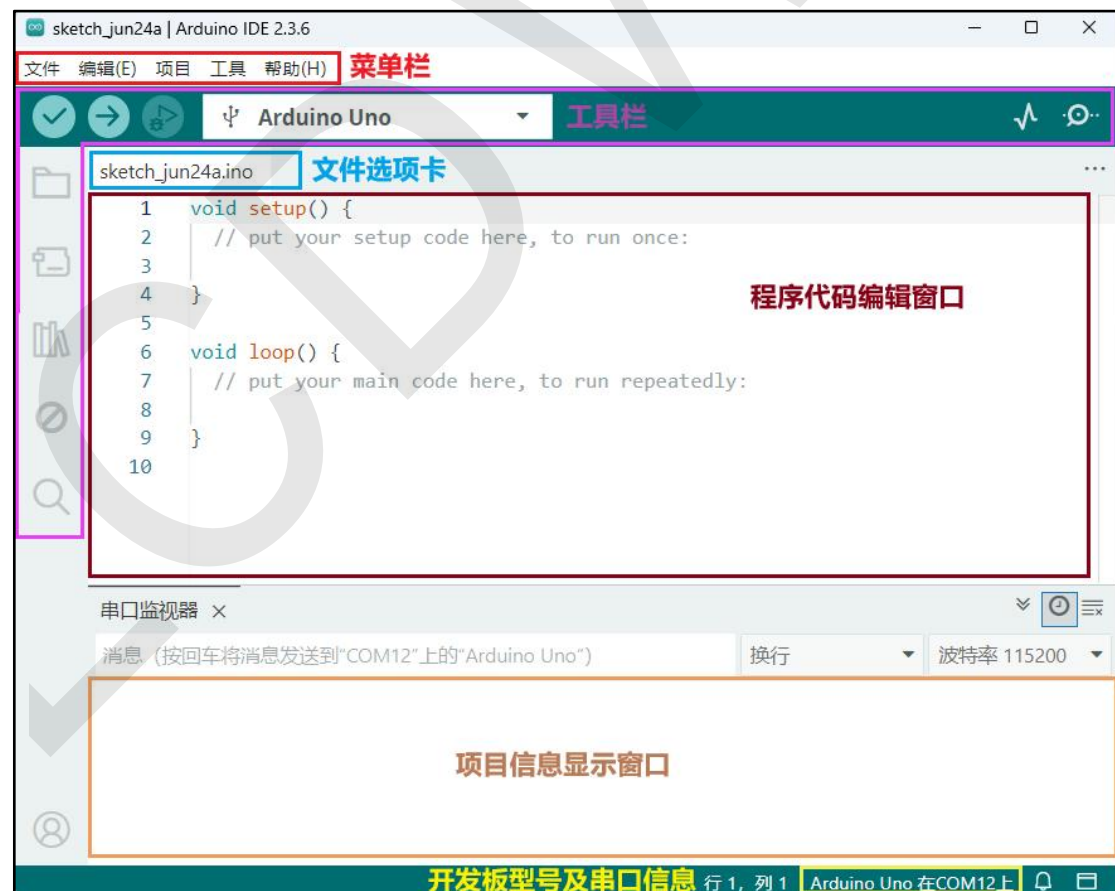 sketch_jun24a | Arduino IDE 2.3.6
文件 编辑(E) 项目 工具 帮助(H) 菜单栏
Arduino Uno 工具栏
sketch_jun24a.ino 文件选项卡
1 void setup() {
2 // put your setup code here, to run once:
3
4 }
程序代码编辑窗口
5
6 void loop() {
7 // put your main code here, to run repeatedly:
8
9 }
10
串口监视器
消息（按回车将消息发送到“COM12”上的“Arduino Uno”） 换行 波特率 115200
项目信息显示窗口
开发板型号及串口信息 行 1，列 1 Arduino Uno 在COM12上